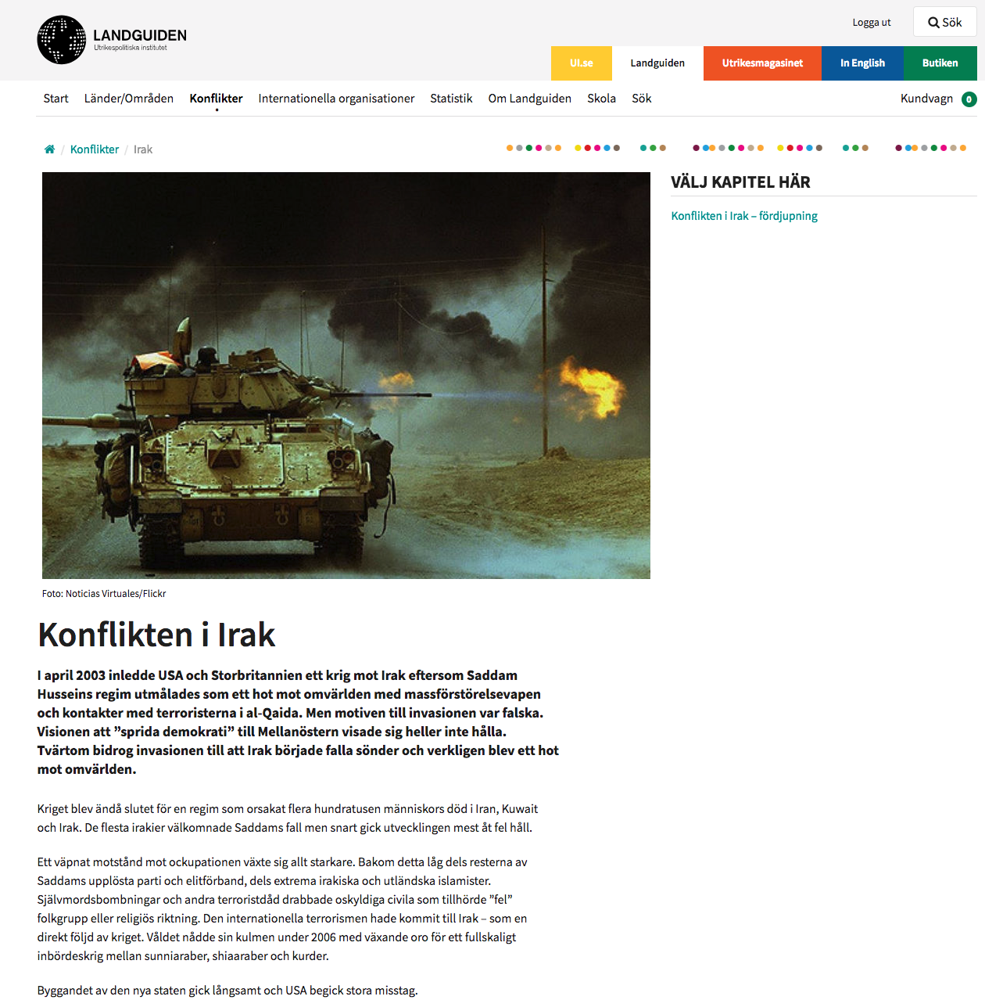 LANDGUIDEN
Utrikespolitiska institutet
Logga ut
Sök
UI.se
Landguiden
Utrikesmagasinet
In English
Butiken
Start
Länder/Områden
Konflikter
Internationella organisationer
Statistik
Om Landguiden
Skola
Sök
Kundvagn
0
/ Konflikter / Irak
VÄLJ KAPITEL HÄR
Konflikten i Irak – fördjupning
Foto: Noticias Virtuales/Flickr
Konflikten i Irak
I april 2003 inledde USA och Storbritannien ett krig mot Irak eftersom Saddam
Husseins regim utmålades som ett hot mot omvärlden med massförstörelsevapen
och kontakter med terroristerna i al-Qaida. Men motiven till invasionen var falska.
Visionen att ”sprida demokrati” till Mellanöstern visade sig heller inte hålla.
Tvärtom bidrog invasionen till att Irak började falla sönder och verkligen blev ett hot
mot omvärlden.
Kriget blev ändå slutet för en regim som orsakat flera hundratusen människors död i Iran, Kuwait
och Irak. De flesta irakier välkomnade Saddams fall men snart gick utvecklingen mest åt fel håll.
Ett väpnat motstånd mot ockupationen växte sig allt starkare. Bakom detta låg dels resterna av
Saddams upplösta parti och elitförband, dels extrema irakiska och utländska islamister.
Självmordsbombningar och andra terroristdåd drabbade oskyldiga civila som tillhörde ”fel”
folkgrupp eller religiös riktning. Den internationella terrorismen hade kommit till Irak – som en
direkt följd av kriget. Våldet nådde sin kulmen under 2006 med växande oro för ett fullskaligt
inbördeskrig mellan sunniaraber, shiaaraber och kurder.
Byggandet av den nya staten gick långsamt och USA begick stora misstag.